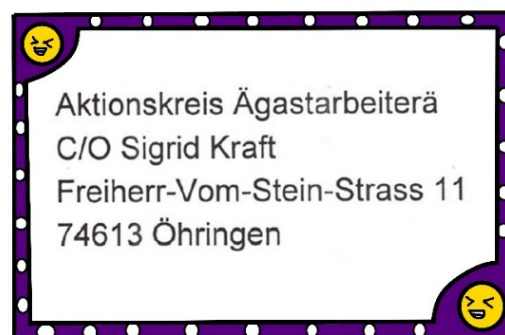 Aktionskreis Ägastarbeiterä
C/O Sigrid Kraft
Freiherr-Vom-Stein-Strass 11
74613 Öhringen